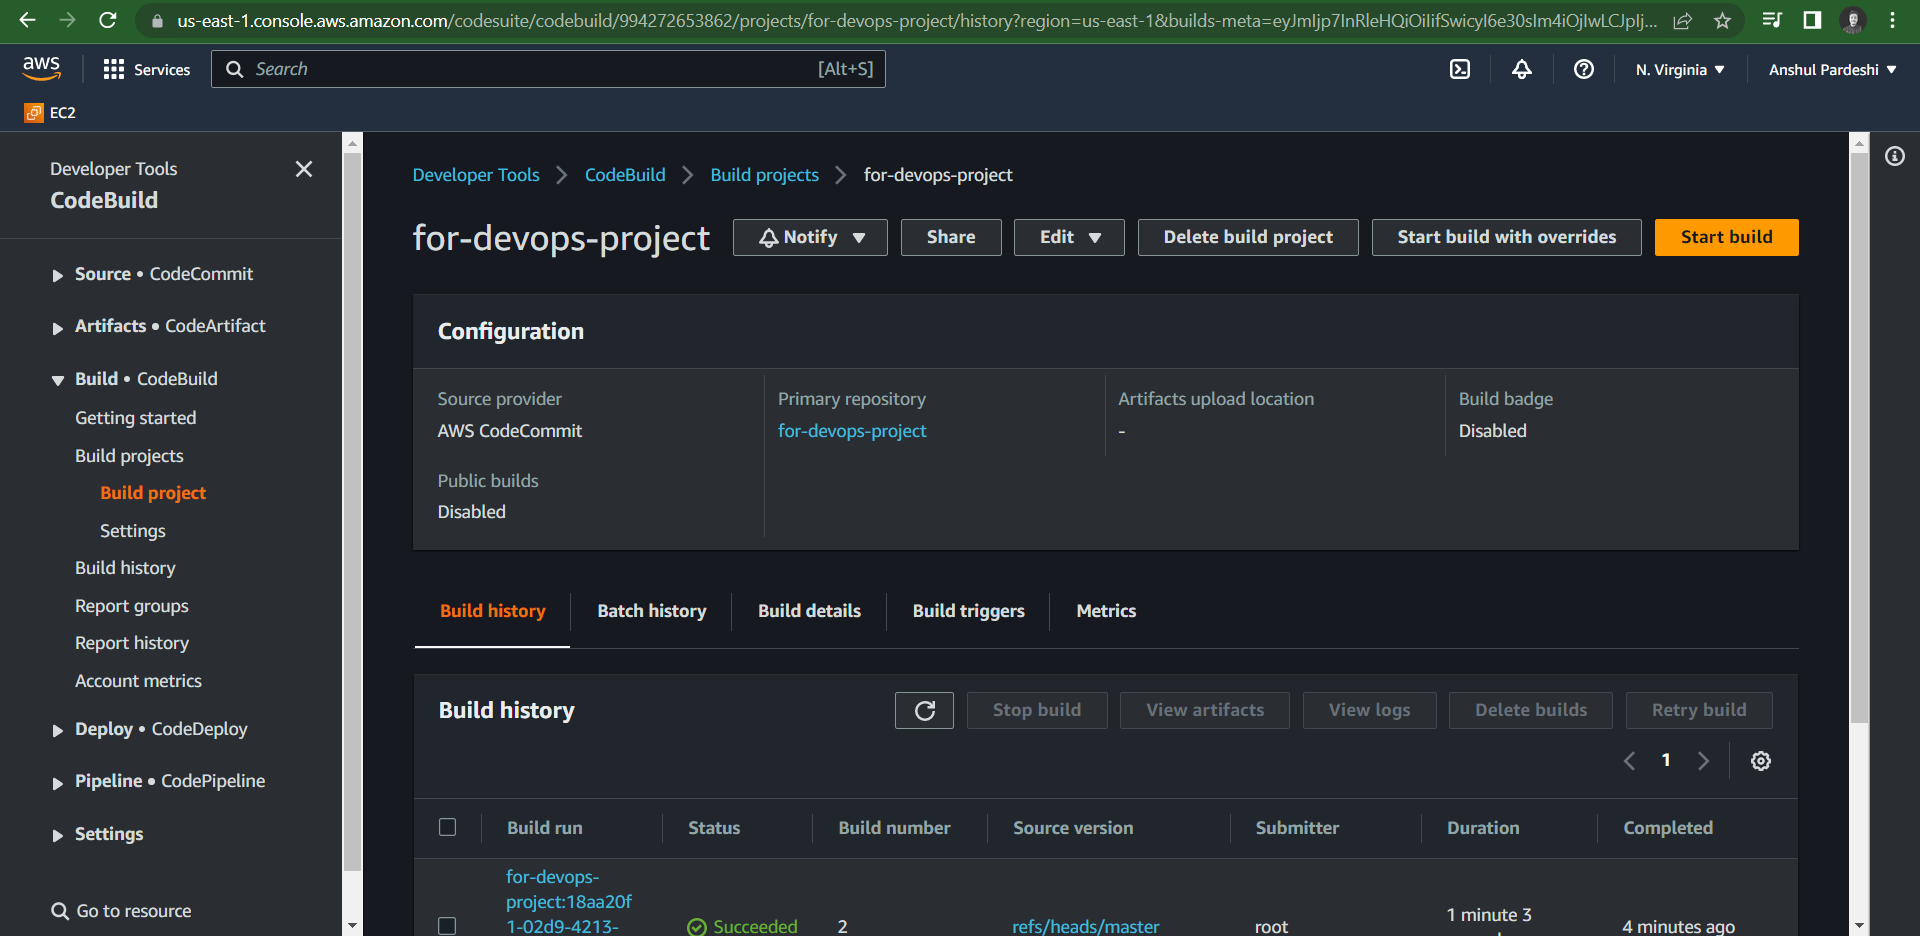 us-east-1.console.aws.amazon.com/codesuite/codebuild/994272653862/projects/for-devops-project/history?region=us-east-1&builds-meta=eyJmIjp7InRleHQiOiIifSwicyI6e30sIm4iOjIwLCJpIj...
aws
Services
Search
[Alt+S]
N. Virginia
Anshul Pardeshi
EC2
Developer Tools
CodeBuild
Source • CodeCommit
Artifacts • CodeArtifact
Build • CodeBuild
Getting started
Build projects
Build project
Settings
Build history
Report groups
Report history
Account metrics
Deploy • CodeDeploy
Pipeline • CodePipeline
Settings
Go to resource
Developer Tools
CodeBuild
Build projects
for-devops-project
for-devops-project
Notify
Share
Edit
Delete build project
Start build with overrides
Start build
Configuration
Source provider
AWS CodeCommit
Primary repository
for-devops-project
Artifacts upload location
-
Build badge
Disabled
Public builds
Disabled
Build history
Batch history
Build details
Build triggers
Metrics
Build history
Stop build
View artifacts
View logs
Delete builds
Retry build
1
Build run
Status
Build number
Source version
Submitter
Duration
Completed
for-devops-
project:18aa20f
1-02d9-4213-
Succeeded
2
refs/heads/master
root
1 minute 3
4 minutes ago